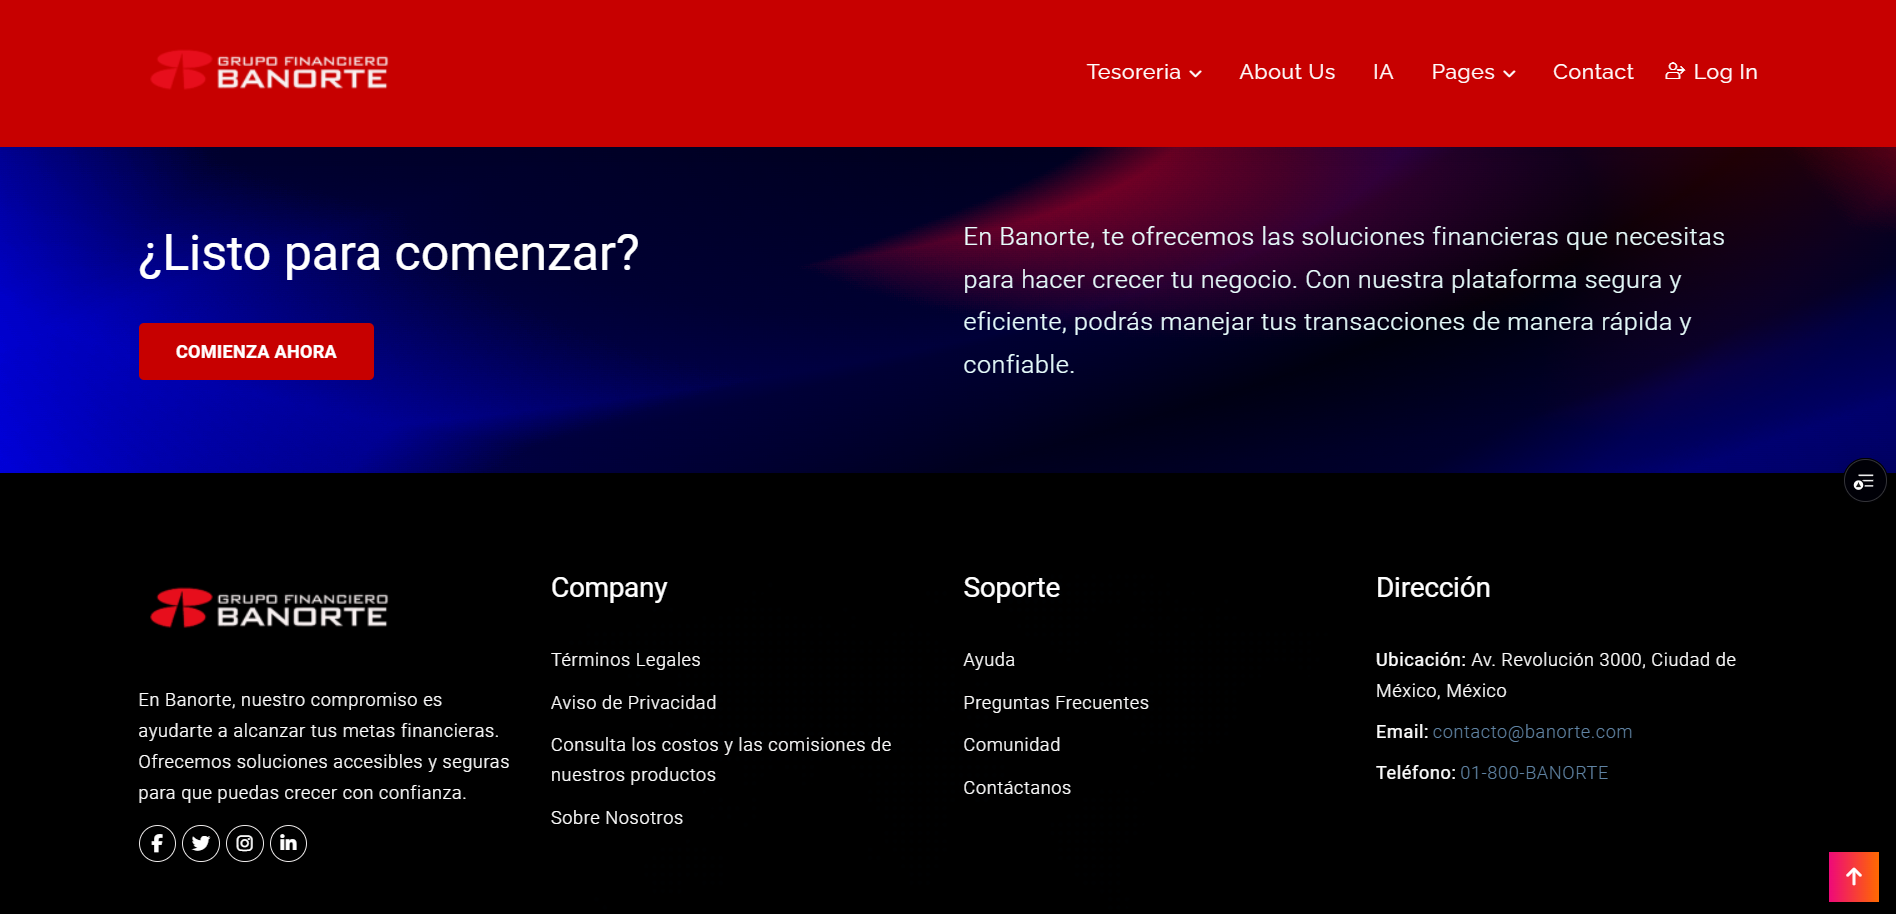 GRUPO FINANCIERO
BANORTE
Tesoreria
About Us
IA
Pages
Contact
Log In
¿Listo para comenzar?
COMIENZA AHORA
En Banorte, te ofrecemos las soluciones financieras que necesitas
para hacer crecer tu negocio. Con nuestra plataforma segura y
eficiente, podrás manejar tus transacciones de manera rápida y
confiable.
GRUPO FINANCIERO
BANORTE
En Banorte, nuestro compromiso es
ayudarte a alcanzar tus metas financieras.
Ofrecemos soluciones accesibles y seguras
para que puedas crecer con confianza.
Company
Términos Legales
Aviso de Privacidad
Consulta los costos y las comisiones de
nuestros productos
Sobre Nosotros
Soporte
Ayuda
Preguntas Frecuentes
Comunidad
Contáctanos
Dirección
Ubicación: Av. Revolución 3000, Ciudad de
México, México
Email: contacto@banorte.com
Teléfono: 01-800-BANORTE